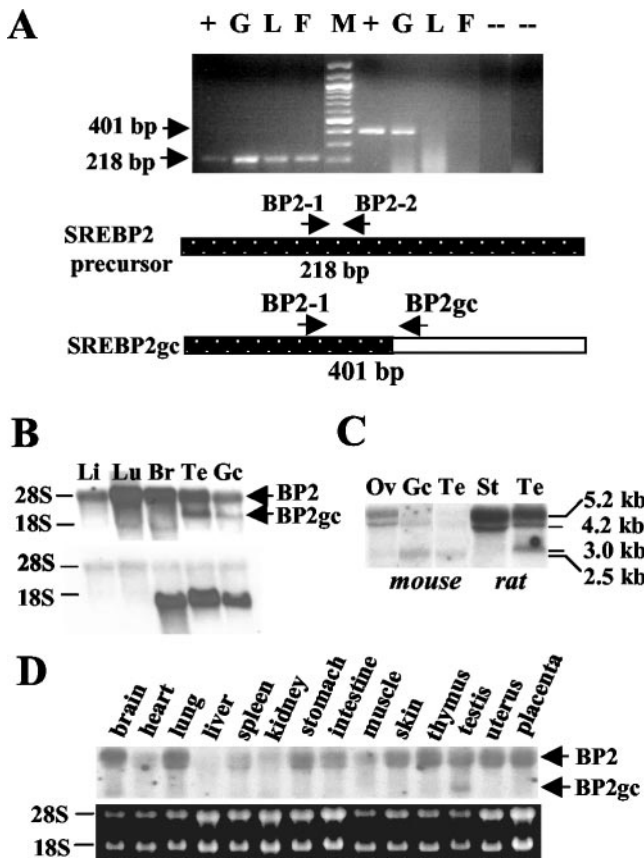 A
+ G L F M + G L F -- --
401 bp
218 bp
BP2-1 BP2-2
SREBP2
precursor
218 bp
BP2-1 BP2gc
SREBP2gc
401 bp
B
Li Lu Br Te Gc
28S BP2
18S BP2gc
28S
18S
C
Ov Gc Te St Te
5.2 kb
4.2 kb
3.0 kb
2.5 kb
mouse rat
D
brain heart lung liver spleen kidney stomach intestine muscle skin thymus testis uterus placenta
BP2
BP2gc
28S
18S